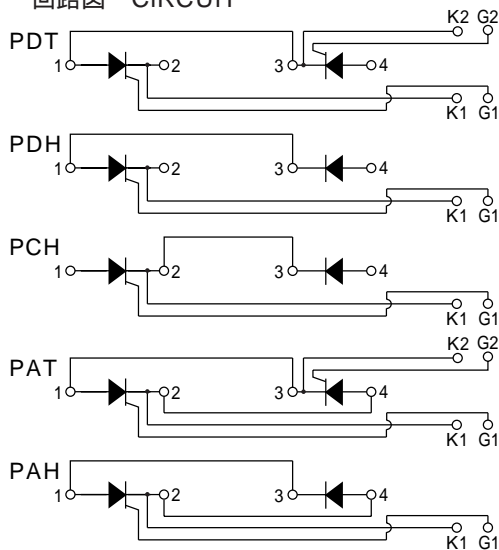 回路図 CIRCUIT
K2 G2
PDT
1 2 3 4
K1 G1
PDH
1 2 3 4
K1 G1
PCH
1 2 3 4
K1 G1
K2 G2
PAT
1 2 3 4
K1 G1
PAH
1 2 3 4
K1 G1